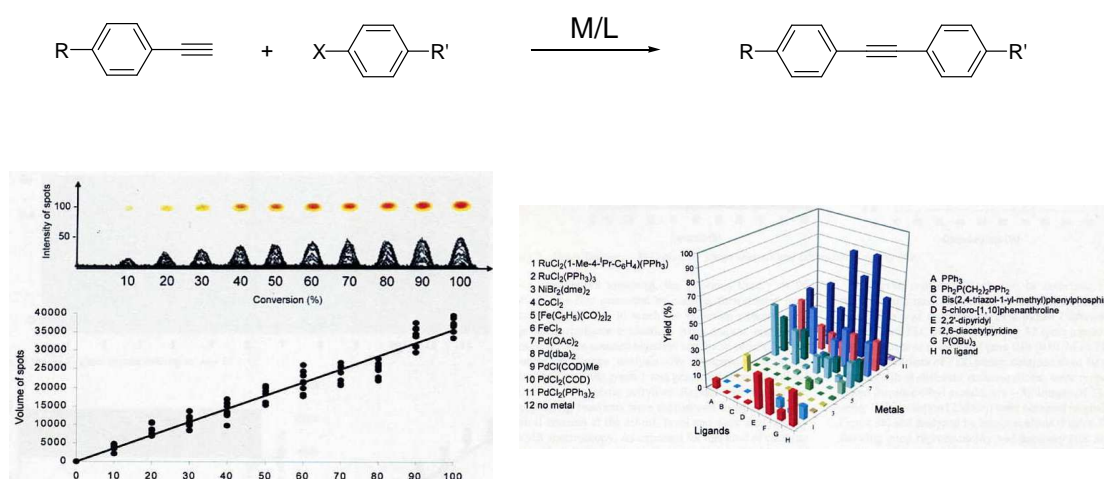 R + X R' M/L R R'
Intensity of spots
100
50
10 20 30 40 50 60 70 80 90 100
Conversion (%)
Volume of spots
40000
35000
30000
25000
20000
15000
10000
5000
0
0 10 20 30 40 50 60 70 80 90 100
1 RuCl2(1-Me-4-iPr-C6H4)(PPh3)
2 RuCl2(PPh3)3
3 NiBr2(dme)2
4 CoCl2
5 [Fe(C5H5)(CO)2]2
6 FeCl2
7 Pd(OAc)2
8 Pd(dba)2
9 PdCl(COD)Me
10 PdCl2(COD)
11 PdCl2(PPh3)2
12 no metal
Yield (%)
100
90
80
70
60
50
40
30
20
10
0
A B C D E F G H
Ligands
1 3 5 7 9 11
Metals
A PPh3
B Ph2P(CH2)2PPh2
C Bis(2,4-triazol-1-yl-methyl)phenylphosphi
D 5-chloro-[1,10]phenanthroline
E 2,2'-dipyridyl
F 2,6-diacetylpyridine
G P(OBu)3
H no ligand